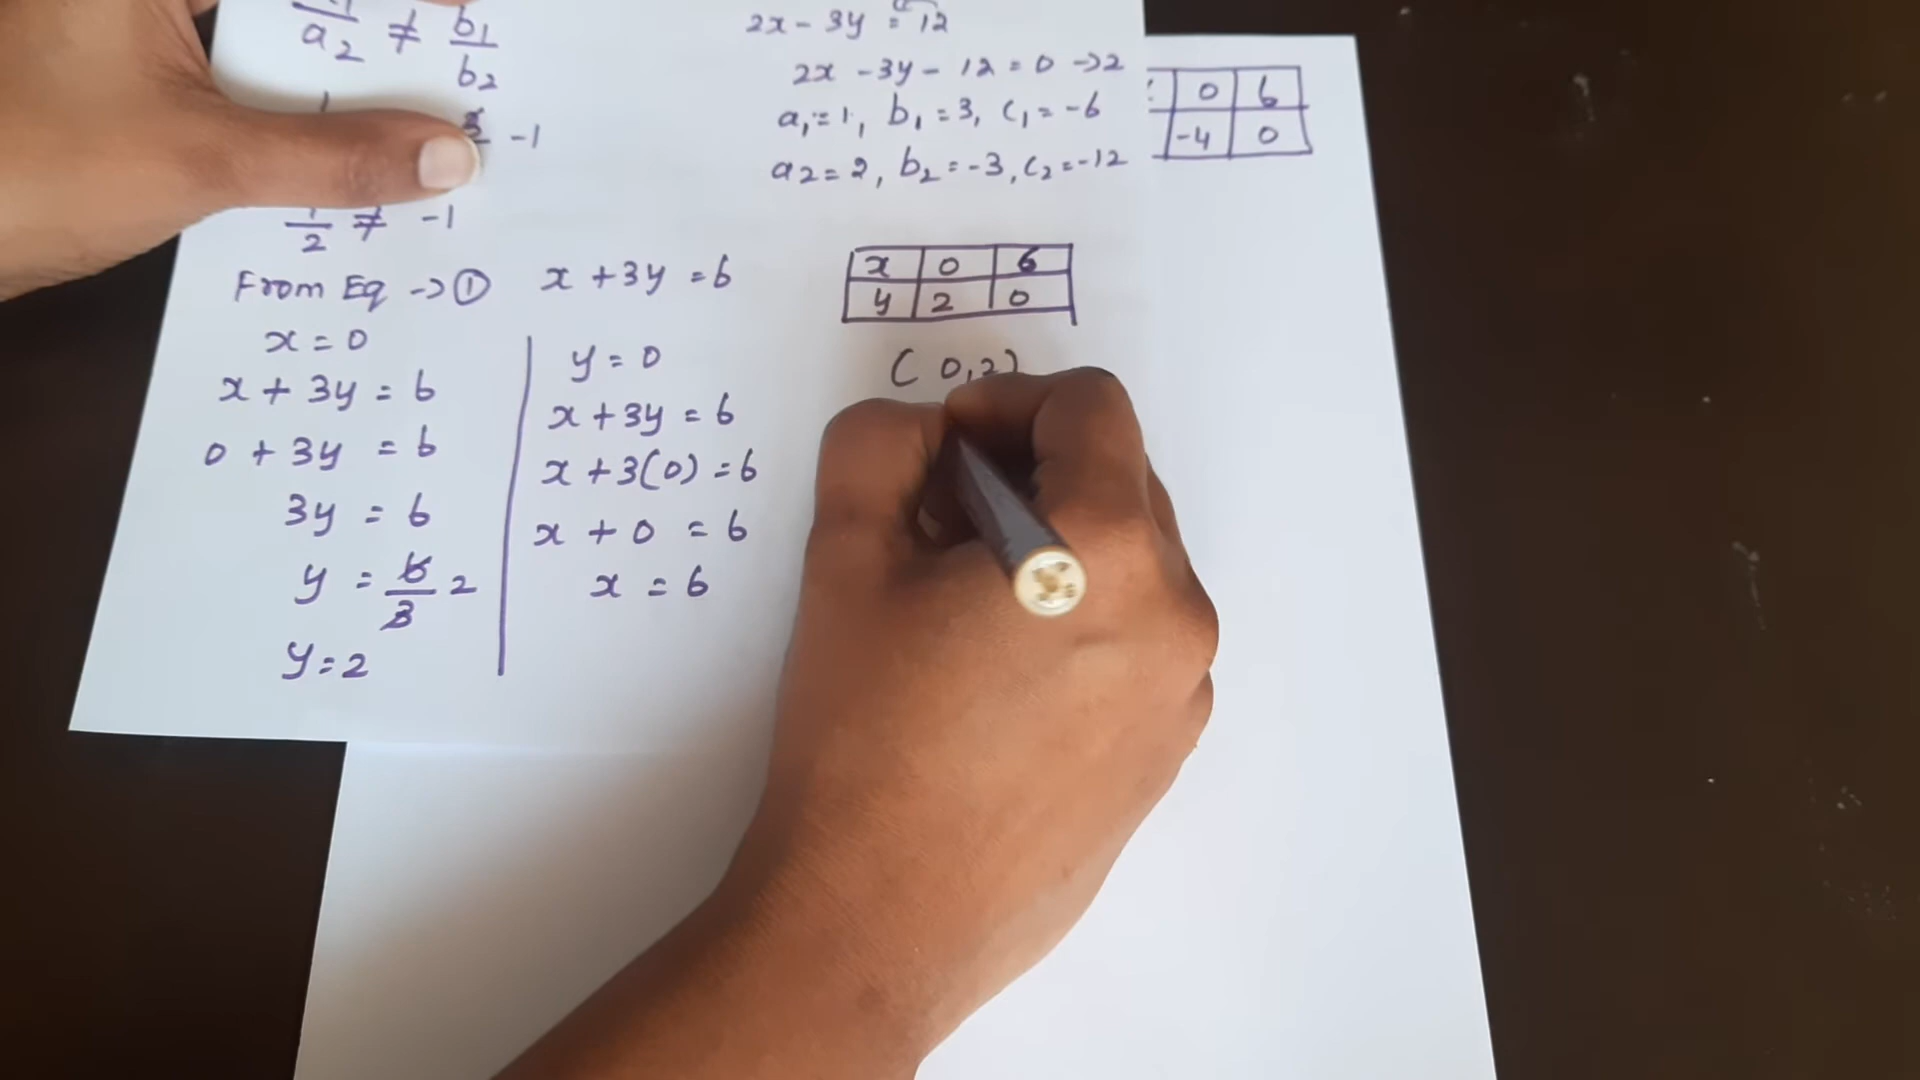 a2 ≠ b1/b2
3 -1
1/2 ≠ -1
2x - 3y = 12
2x - 3y - 12 = 0 → 2
a1 = 1, b1 = 3, c1 = -6
a2 = 2, b2 = -3, c2 = -12
0 6
-4 0
From Eq → ① x + 3y = 6
x = 0
x + 3y = 6
0 + 3y = 6
3y = 6
y = 6/3 2
y = 2
y = 0
x + 3y = 6
x + 3(0) = 6
x + 0 = 6
x = 6
x 0 6
y 2 0
(0,2)